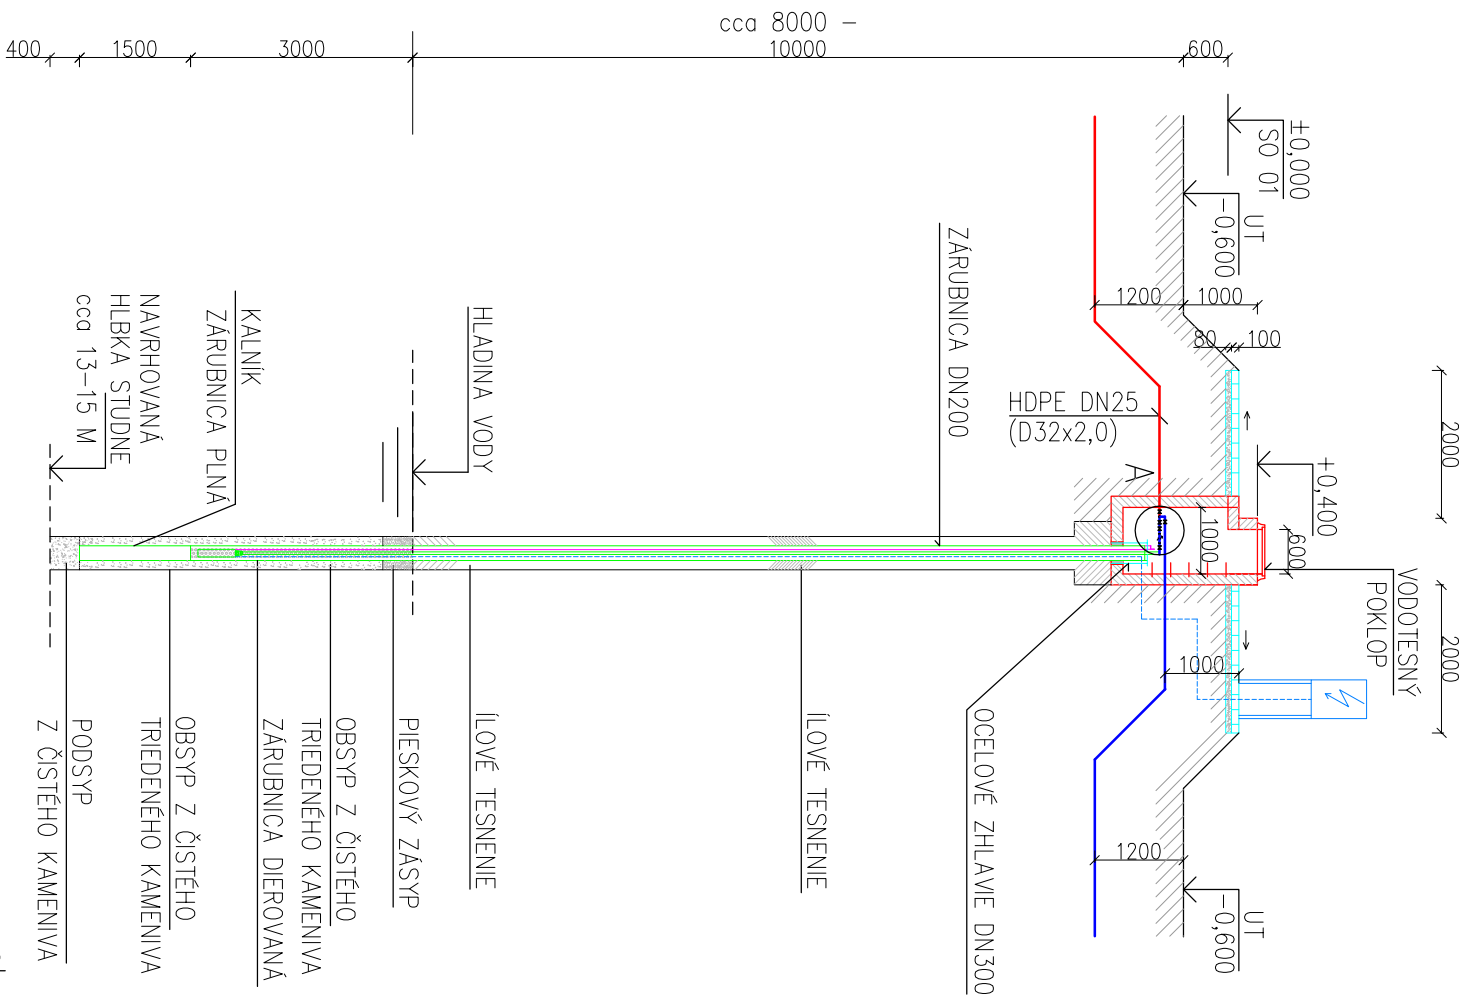 cca 8000 –
400
1500
3000
10000
600
±0,000
SO 01
UT
-0,600
1200
1000
80
100
2000
ZÁRUBNICA DN200
HDPE DN25
(D32x2,0)
A
+0,400
HLADINA VODY
KALNÍK
ZÁRUBNICA PLNÁ
NAVRHOVANÁ
HLBKA STUDNE
cca 13-15 M
1000
600
VODOTESNÝ
POKLOP
2000
1000
OCELOVÉ ZHLAVIE DN300
ÍLOVÉ TESNENIE
ÍLOVÉ TESNENIE
PIESKOVÝ ZÁSYP
OBSYP Z ČISTÉHO
TRIEDENÉHO KAMENIVA
ZÁRUBNICA DIEROVANÁ
OBSYP Z ČISTÉHO
TRIEDENÉHO KAMENIVA
PODSYP
Z ČISTÉHO KAMENIVA
1200
UT
-0,600